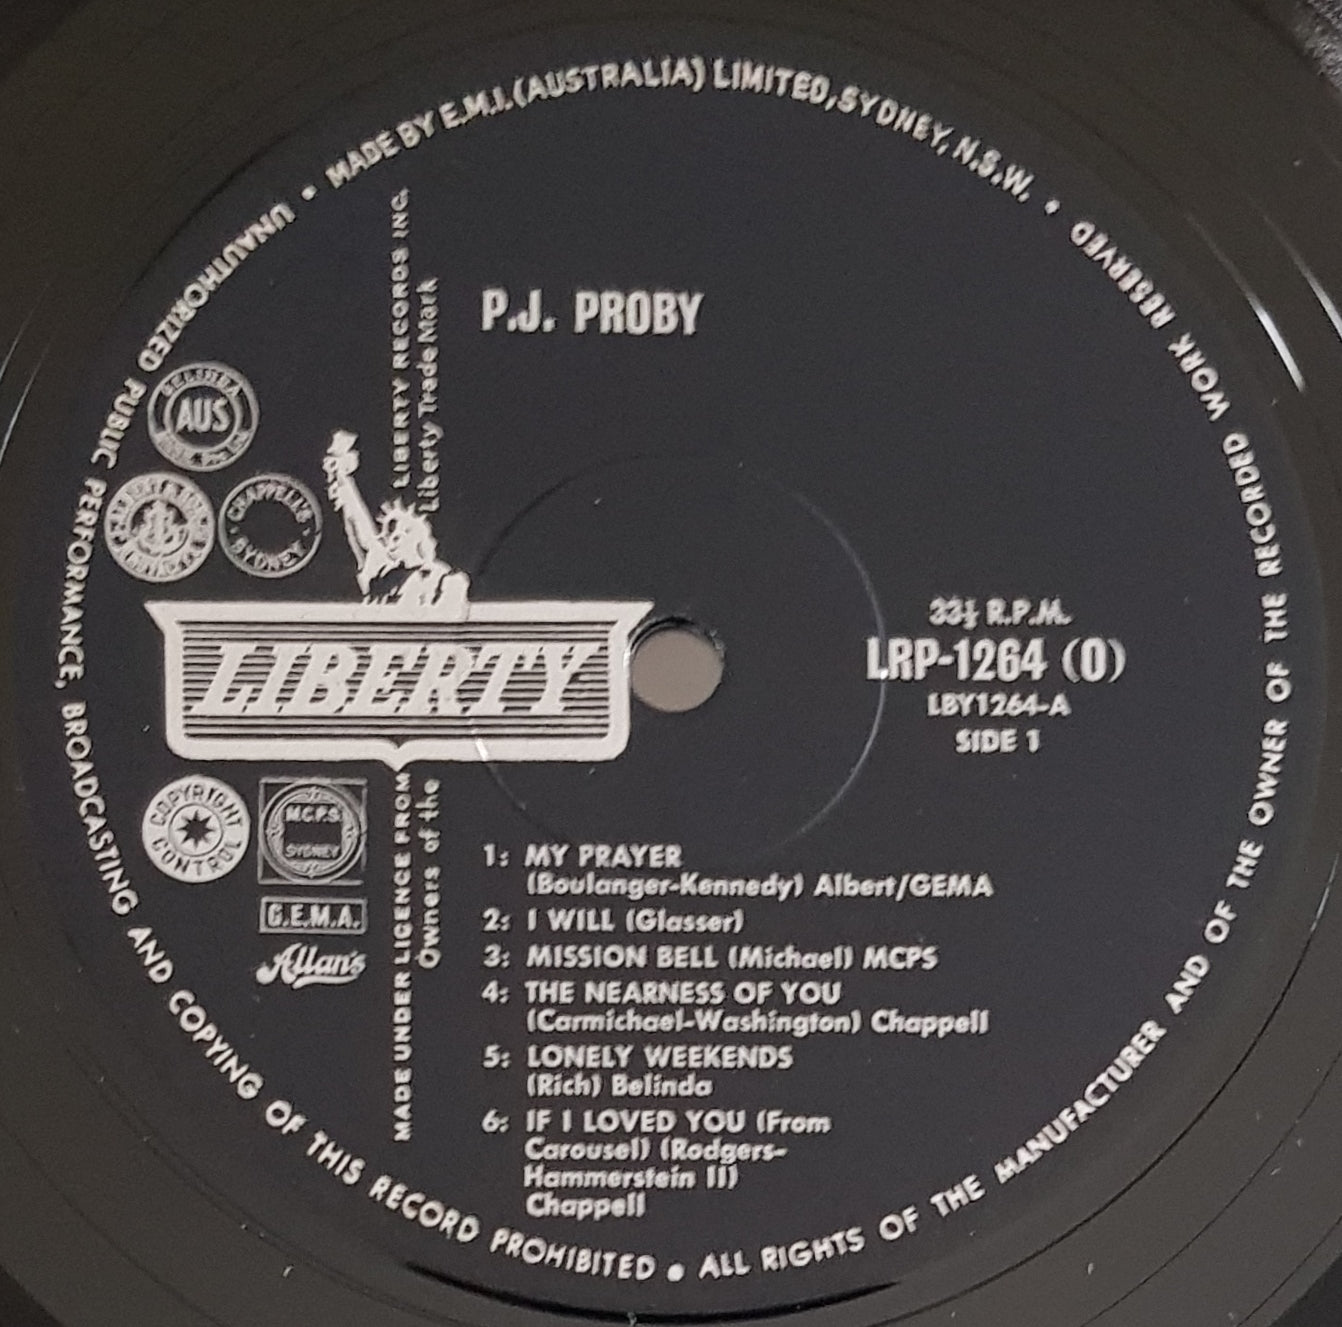 MADE BY E.M.I. (AUSTRALIA) LIMITED, SYDNEY, N.S.W. •
UNAUTHORIZED PUBLIC PERFORMANCE, BROADCASTING AND COPYING OF THIS RECORD PROHIBITED • ALL RIGHTS OF THE MANUFACTURER AND OF THE OWNER OF THE RECORDED WORK RESERVED
LIBERTY RECORDS INC.
Liberty Trade Mark
P.J. PROBY
BELINDA
AUS
CHAPPELL'S
SYDNEY
LIBERTY
33⅓ R.P.M.
LRP-1264 (O)
LBY1264-A
SIDE 1
COPYRIGHT
CONTROL
M.C.P.S.
SYDNEY
G.E.M.A.
Allan's
MADE UNDER LICENCE FROM
Owners of the
1: MY PRAYER
(Boulanger-Kennedy) Albert/GEMA
2: I WILL (Glasser)
3: MISSION BELL (Michael) MCPS
4: THE NEARNESS OF YOU
(Carmichael-Washington) Chappell
5: LONELY WEEKENDS
(Rich) Belinda
6: IF I LOVED YOU (From
Carousel) (Rodgers-
Hammerstein II)
Chappell